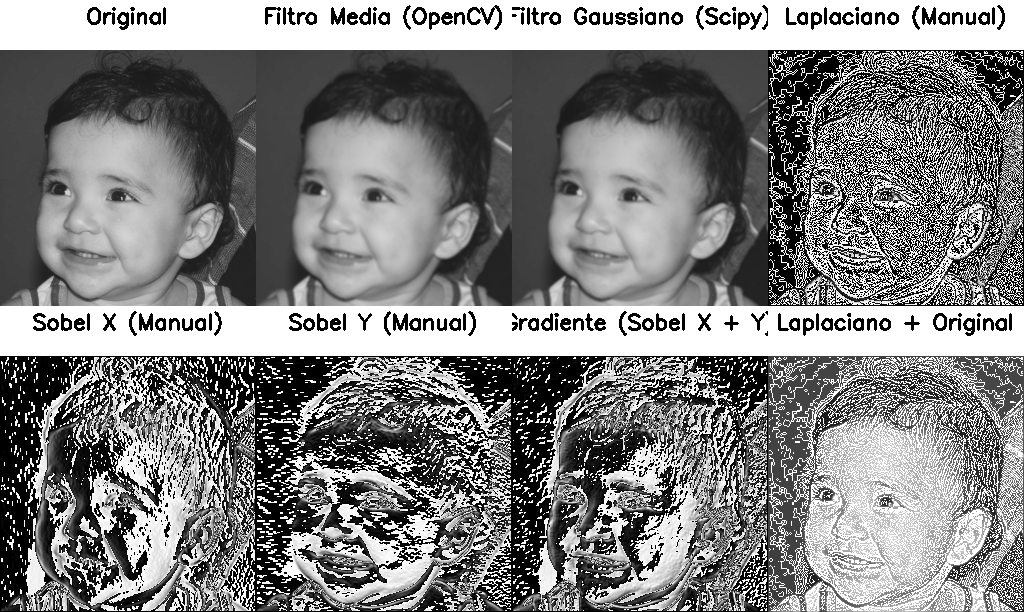 Original
Filtro Media (OpenCV)
Filtro Gaussiano (Scipy)
Laplaciano (Manual)
Sobel X (Manual)
Sobel Y (Manual)
Gradiente (Sobel X + Y)
Laplaciano + Original